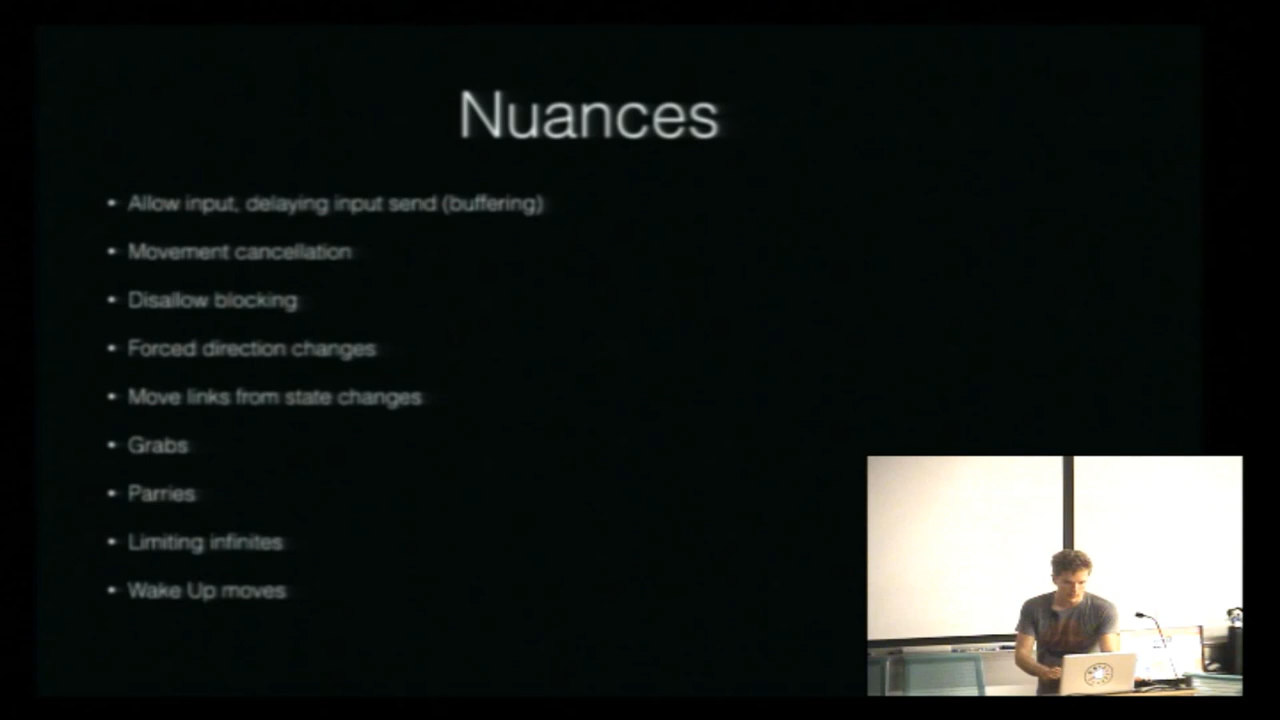 Nuances
• Allow input, delaying input send (buffering)
• Movement cancellation
• Disallow blocking
• Forced direction changes
• Move links from state changes
• Grabs
• Parries
• Limiting infinites
• Wake Up moves